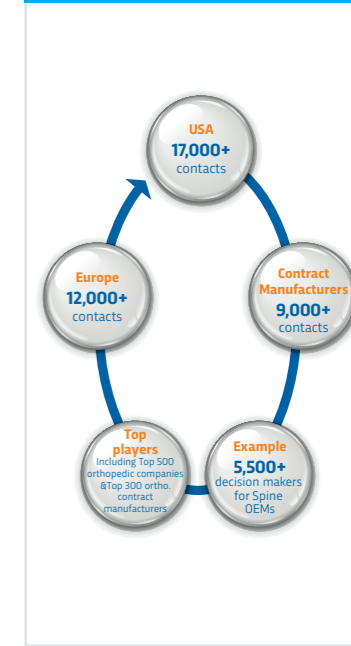 USA
17,000+
contacts
Contract
Manufacturers
9,000+
contacts
Example
5,500+
decision makers
for Spine
OEMs
Top
players
Including Top 500
orthopedic companies
&Top 300 ortho.
contract
manufacturers
Europe
12,000+
contacts